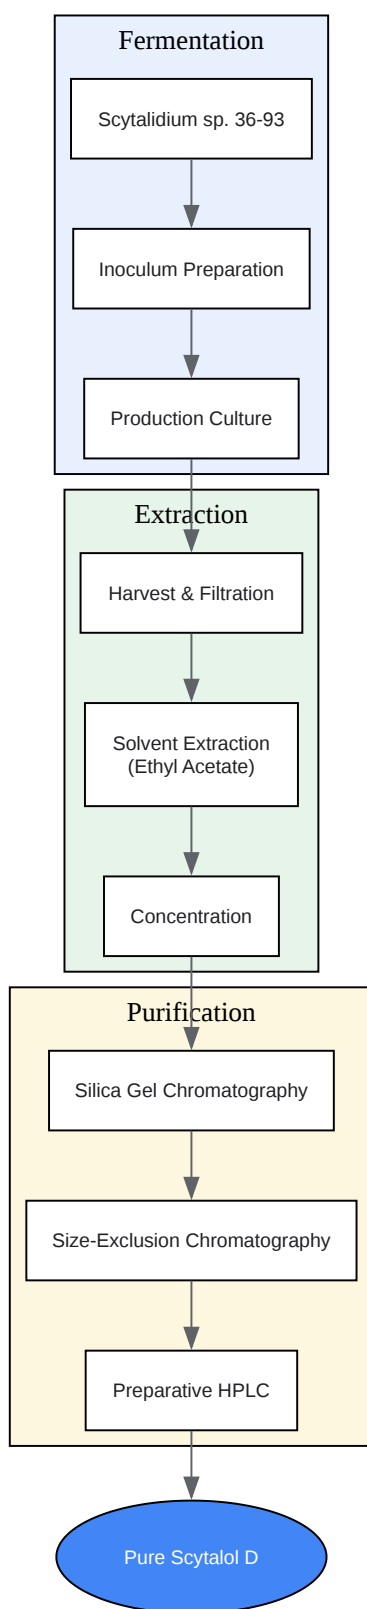 Fermentation
Scytalidium sp. 36-93
Inoculum Preparation
Production Culture
Extraction
Harvest & Filtration
Solvent Extraction
(Ethyl Acetate)
Concentration
Purification
Silica Gel Chromatography
Size-Exclusion Chromatography
Preparative HPLC
Pure Scytalol D